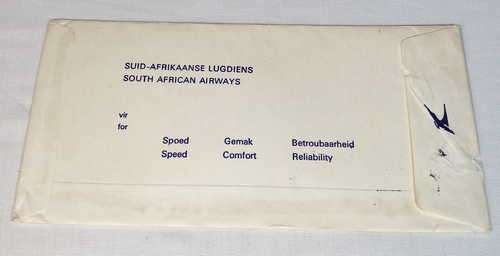 SUID-AFRIKAANSE LUGDIENS
SOUTH AFRICAN AIRWAYS
vir
for
Spoed Gemak Betroubaarheid
Speed Comfort Reliability